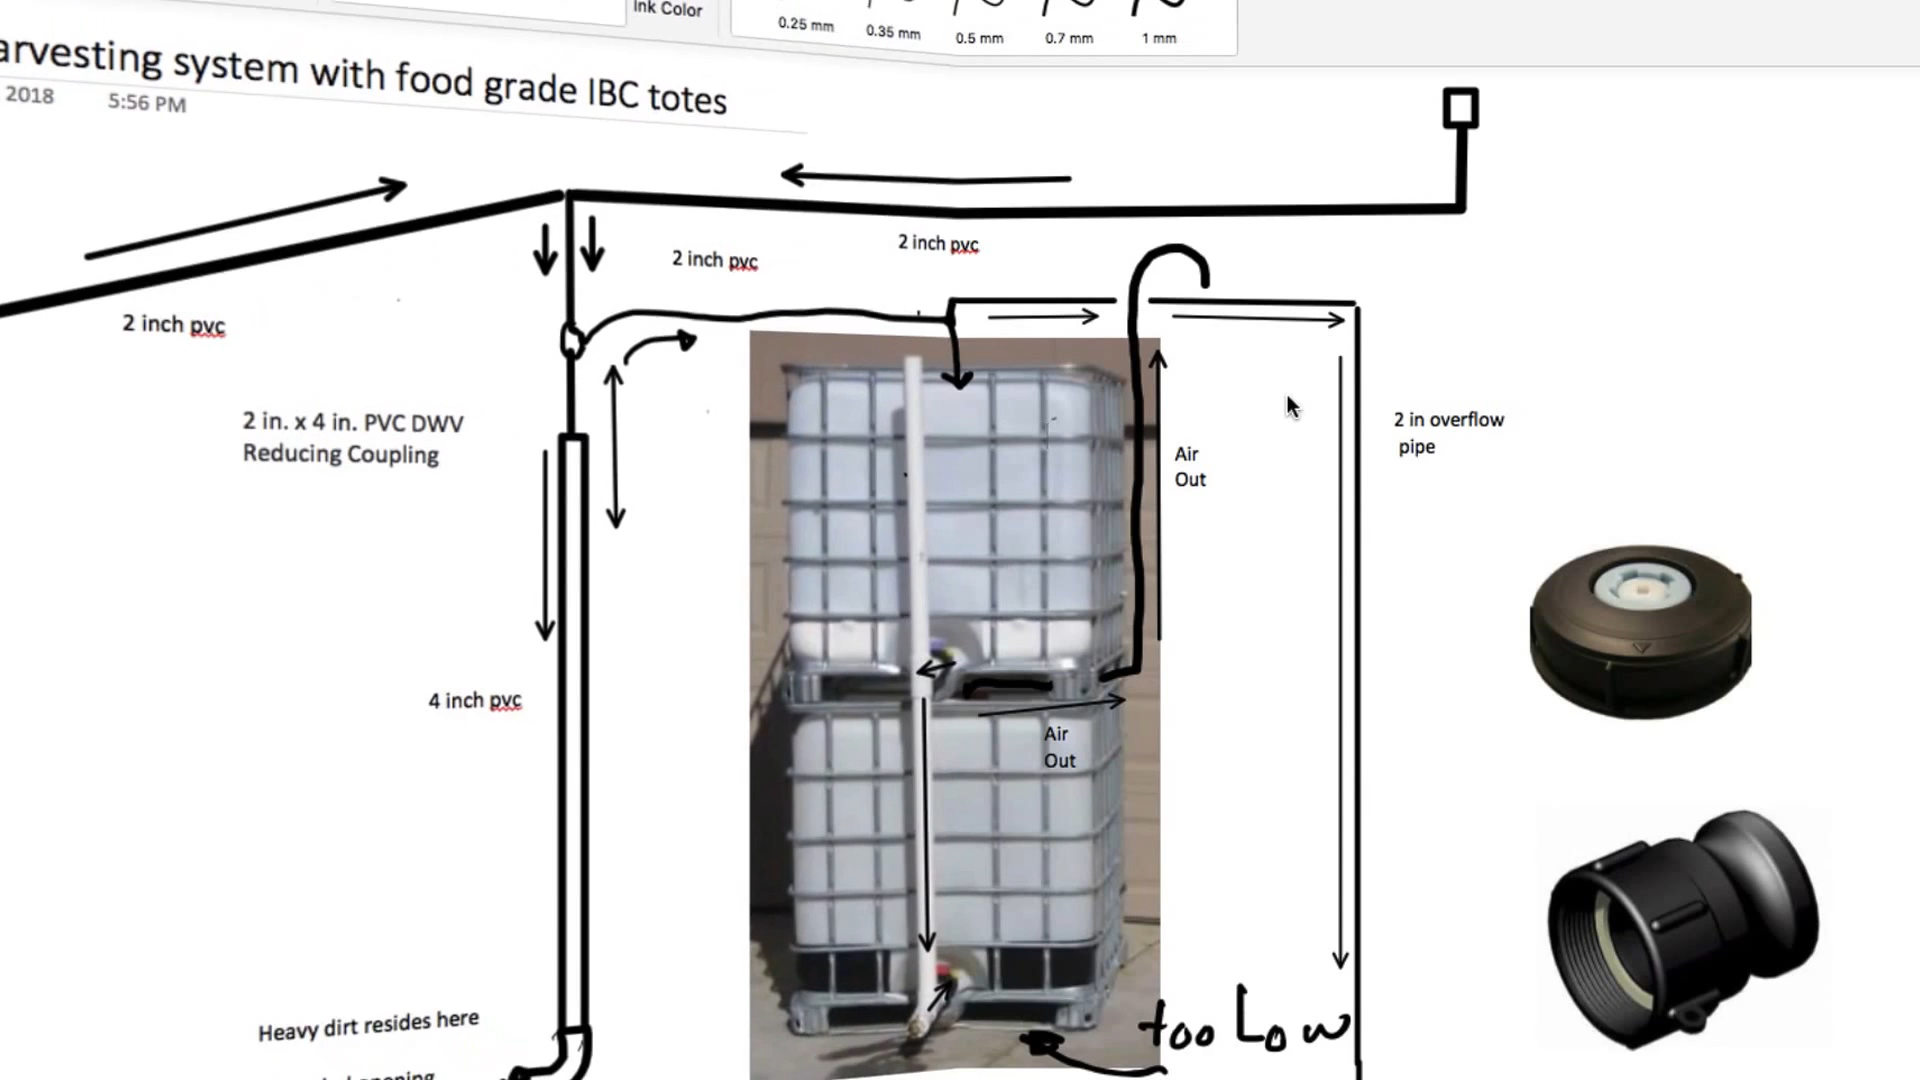 Ink Color
0.25 mm
0.35 mm
0.5 mm
0.7 mm
1 mm
system with food grade IBC totes
2018 5:56 PM
2 inch pvc
2 inch pvc
2 inch pvc
2 in. x 4 in. PVC DWV
Reducing Coupling
2 in overflow
pipe
Air
Out
4 inch pvc
Air
Out
Heavy dirt resides here
too Low